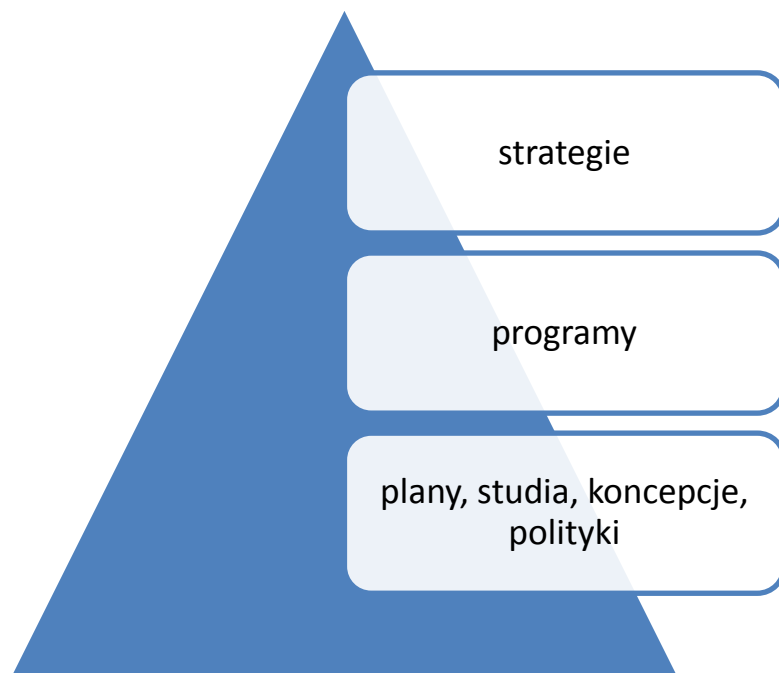 strategie
programy
plany, studia, koncepcje,
polityki